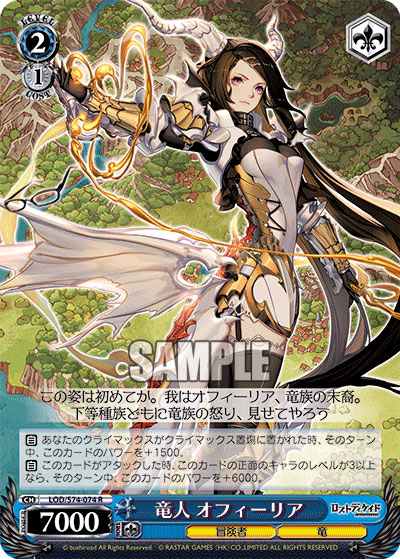 LEVEL
2
1
COST
©SAMPLE
この姿は初めてか。我はオフィーリア、竜族の末裔。
下等種族どもに竜族の怒り、見せてやろう
あなたのクライマックスがクライマックス置場に置かれた時、そのターン
中、このカードのパワーを+1500。
このカードがアタックした時、このカードの正面のキャラのレベルが3以上
なら、そのターン中、このカードのパワーを+6000。
CH
LOD/S74-074 R
POWER
7000
竜人 オフィーリア
ロストディケイド
冒険者
竜
© bushiroad All Rights Reserved.
© RASTAR GAMES (HK) CO.,LIMITED ALL RIGHTS RESERVED.